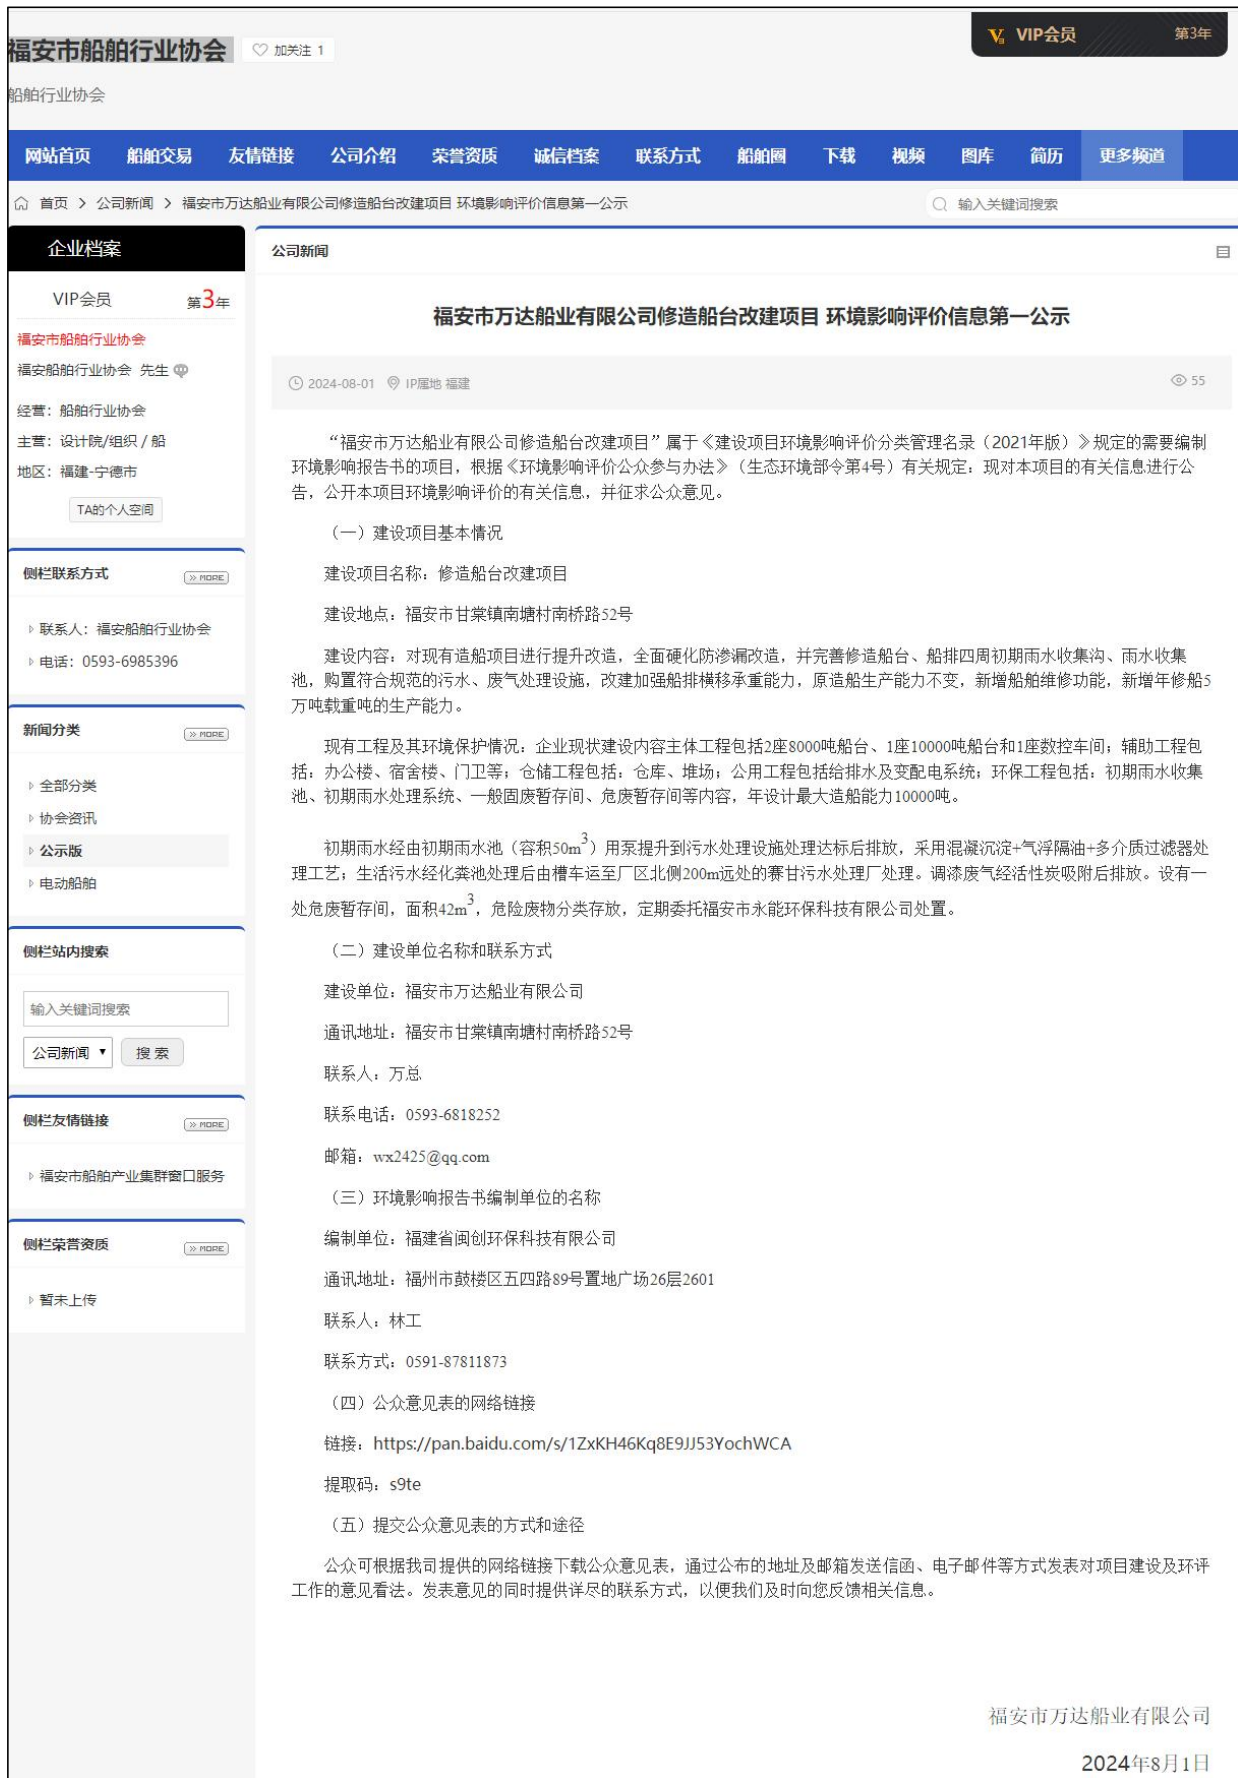 福安市船舶行业协会 加关注 1
VIP会员 第3年
船舶行业协会
网站首页 船舶交易 友情链接 公司介绍 荣誉资质 诚信档案 联系方式 船舶圈 下载 视频 图库 简历 更多频道
首页 > 公司新闻 > 福安市万达船业有限公司修造船台改建项目 环境影响评价信息第一公示
输入关键词搜索
企业档案
VIP会员 第3年
福安市船舶行业协会
福安船舶行业协会 先生
经营：船舶行业协会
主营：设计院/组织 / 船
地区：福建-宁德市
TA的个人空间
侧栏联系方式 MORE
联系人：福安船舶行业协会
电话：0593-6985396
新闻分类 MORE
全部分类
协会资讯
公示版
电动船舶
侧栏站内搜索
输入关键词搜索
公司新闻 搜 索
侧栏友情链接 MORE
福安市船舶产业集群窗口服务
侧栏荣誉资质 MORE
暂未上传
公司新闻
福安市万达船业有限公司修造船台改建项目 环境影响评价信息第一公示
2024-08-01 IP属地 福建 55
“福安市万达船业有限公司修造船台改建项目”属于《建设项目环境影响评价分类管理名录（2021年版）》规定的需要编制
环境影响报告书的项目，根据《环境影响评价公众参与办法》（生态环境部令第4号）有关规定：现对本项目的有关信息进行公
告，公开本项目环境影响评价的有关信息，并征求公众意见。
（一）建设项目基本情况
建设项目名称：修造船台改建项目
建设地点：福安市甘棠镇南塘村南桥路52号
建设内容：对现有造船项目进行提升改造，全面硬化防渗漏改造，并完善修造船台、船排四周初期雨水收集沟、雨水收集
池，购置符合规范的污水、废气处理设施，改建加强船排横移承重能力，原造船生产能力不变，新增船舶维修功能，新增年修船5
万吨载重吨的生产能力。
现有工程及其环境保护情况：企业现状建设内容主体工程包括2座8000吨船台、1座10000吨船台和1座数控车间；辅助工程包
括：办公楼、宿舍楼、门卫等；仓储工程包括：仓库、堆场；公用工程包括给排水及变配电系统；环保工程包括：初期雨水收集
池、初期雨水处理系统、一般固废暂存间、危废暂存间等内容，年设计最大造船能力10000吨。
初期雨水经由初期雨水池（容积50m³）用泵提升到污水处理设施处理达标后排放，采用混凝沉淀+气浮隔油+多介质过滤器处
理工艺；生活污水经化粪池处理后由槽车运至厂区北侧200m远处的赛甘污水处理厂处理。调漆废气经活性炭吸附后排放。设有一
处危废暂存间，面积42m³，危险废物分类存放，定期委托福安市永能环保科技有限公司处置。
（二）建设单位名称和联系方式
建设单位：福安市万达船业有限公司
通讯地址：福安市甘棠镇南塘村南桥路52号
联系人：万总
联系电话：0593-6818252
邮箱：wx2425@qq.com
（三）环境影响报告书编制单位的名称
编制单位：福建省闽创环保科技有限公司
通讯地址：福州市鼓楼区五四路89号置地广场26层2601
联系人：林工
联系方式：0591-87811873
（四）公众意见表的网络链接
链接：https://pan.baidu.com/s/1ZxKH46Kq8E9JJ53YochWCA
提取码：s9te
（五）提交公众意见表的方式和途径
公众可根据我司提供的网络链接下载公众意见表，通过公布的地址及邮箱发送信函、电子邮件等方式发表对项目建设及环评
工作的意见看法。发表意见的同时提供详尽的联系方式，以便我们及时向您反馈相关信息。
福安市万达船业有限公司
2024年8月1日